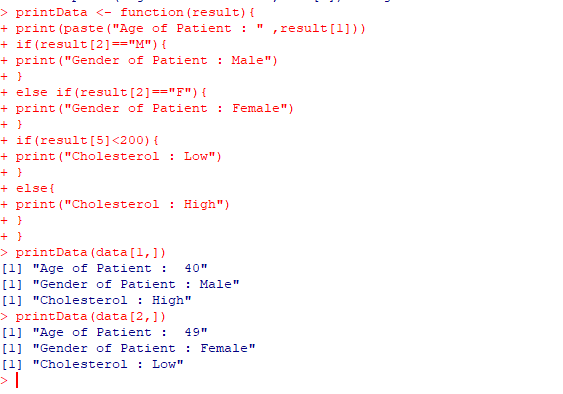 > printData <- function(result){
+ print(paste("Age of Patient : " ,result[1]))
+ if(result[2]=="M"){
+ print("Gender of Patient : Male")
+ }
+ else if(result[2]=="F"){
+ print("Gender of Patient : Female")
+ }
+ if(result[5]<200){
+ print("Cholesterol : Low")
+ }
+ else{
+ print("Cholesterol : High")
+ }
+ }
> printData(data[1,])
[1] "Age of Patient :  40"
[1] "Gender of Patient : Male"
[1] "Cholesterol : High"
> printData(data[2,])
[1] "Age of Patient :  49"
[1] "Gender of Patient : Female"
[1] "Cholesterol : Low"
>